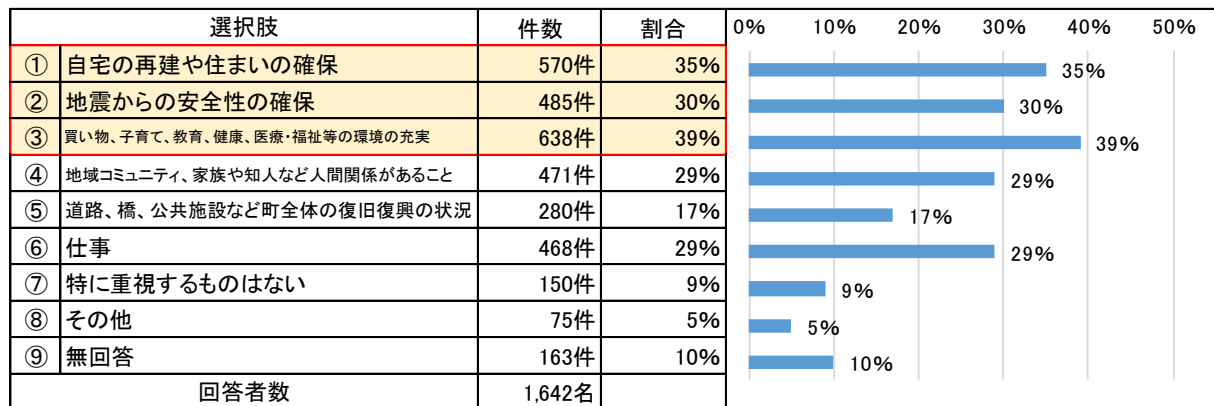 選択肢 件数 割合 0% 10% 20% 30% 40% 50%
① 自宅の再建や住まいの確保 570件 35% 35%
② 地震からの安全性の確保 485件 30% 30%
③ 買い物、子育て、教育、健康、医療・福祉等の環境の充実 638件 39% 39%
④ 地域コミュニティ、家族や知人など人間関係があること 471件 29% 29%
⑤ 道路、橋、公共施設など町全体の復旧復興の状況 280件 17% 17%
⑥ 仕事 468件 29% 29%
⑦ 特に重視するものはない 150件 9% 9%
⑧ その他 75件 5% 5%
⑨ 無回答 163件 10% 10%
回答者数 1,642名